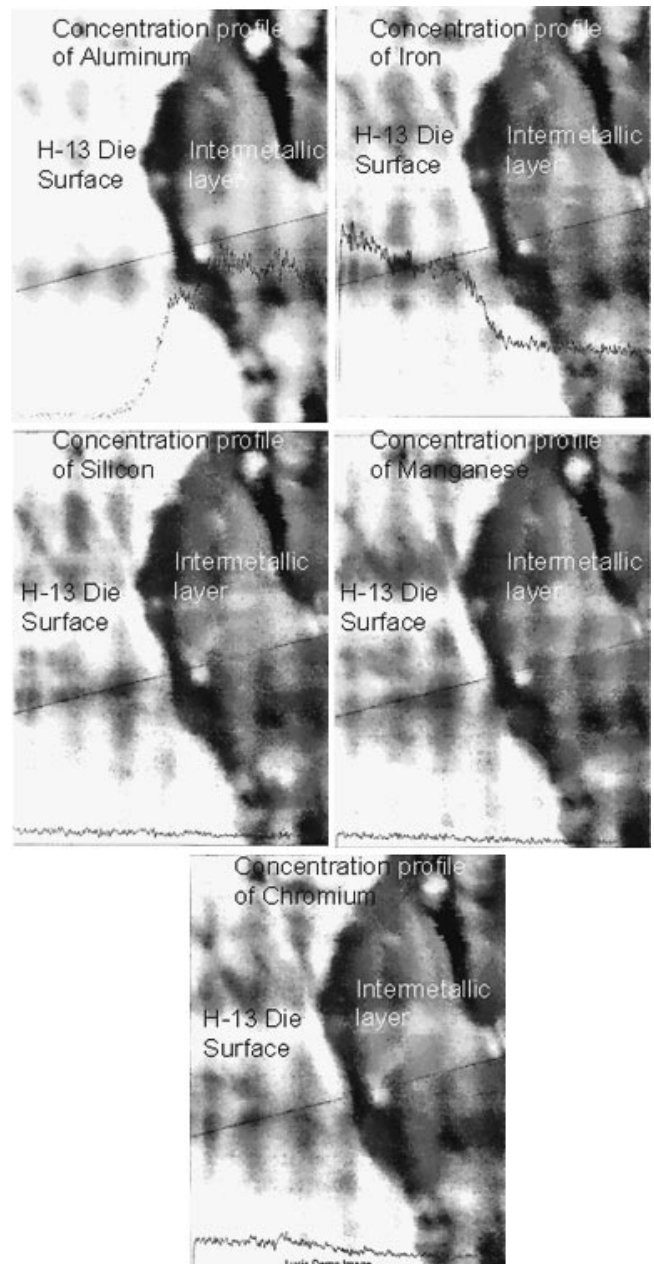 Concentration profile
of Aluminum
H-13 Die
Surface
Intermetallic
layer
Concentration profile
of Iron
H-13 Die
Surface
Intermetallic
layer
Concentration profile
of Silicon
H-13 Die
Surface
Intermetallic
layer
Concentration profile
of Manganese
H-13 Die
Surface
Intermetallic
layer
Concentration profile
of Chromium
H-13 Die
Surface
Intermetallic
layer